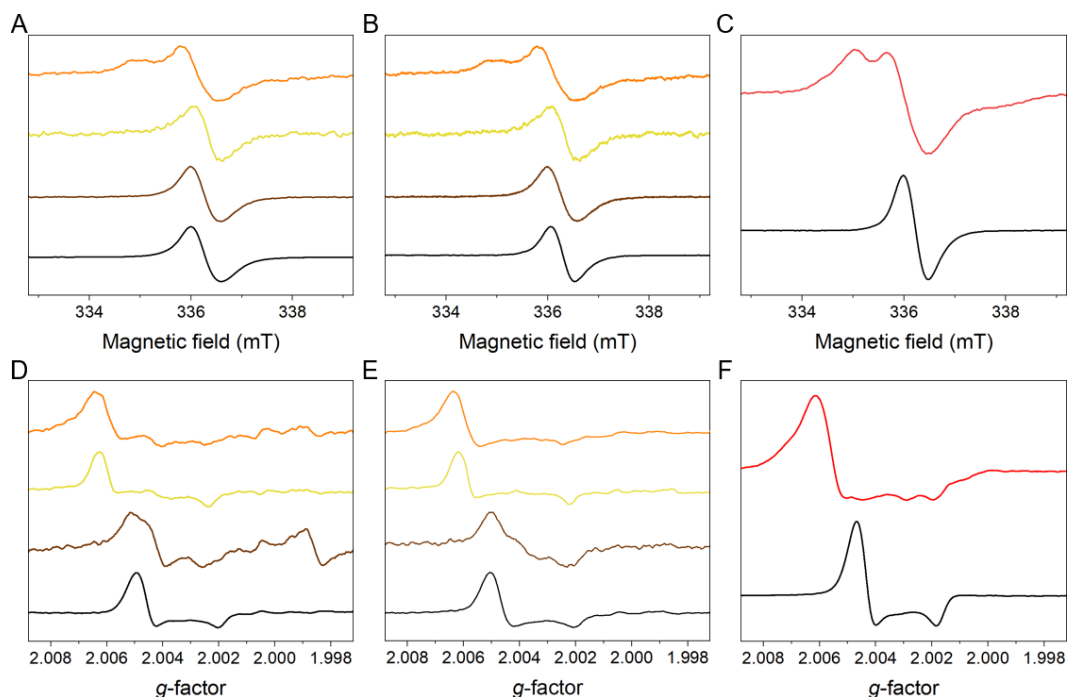 A B C
334 336 338 334 336 338 334 336 338
Magnetic field (mT) Magnetic field (mT) Magnetic field (mT)
D E F
2.008 2.006 2.004 2.002 2.000 1.998 2.008 2.006 2.004 2.002 2.000 1.998 2.008 2.006 2.004 2.002 2.000 1.998
g-factor g-factor g-factor